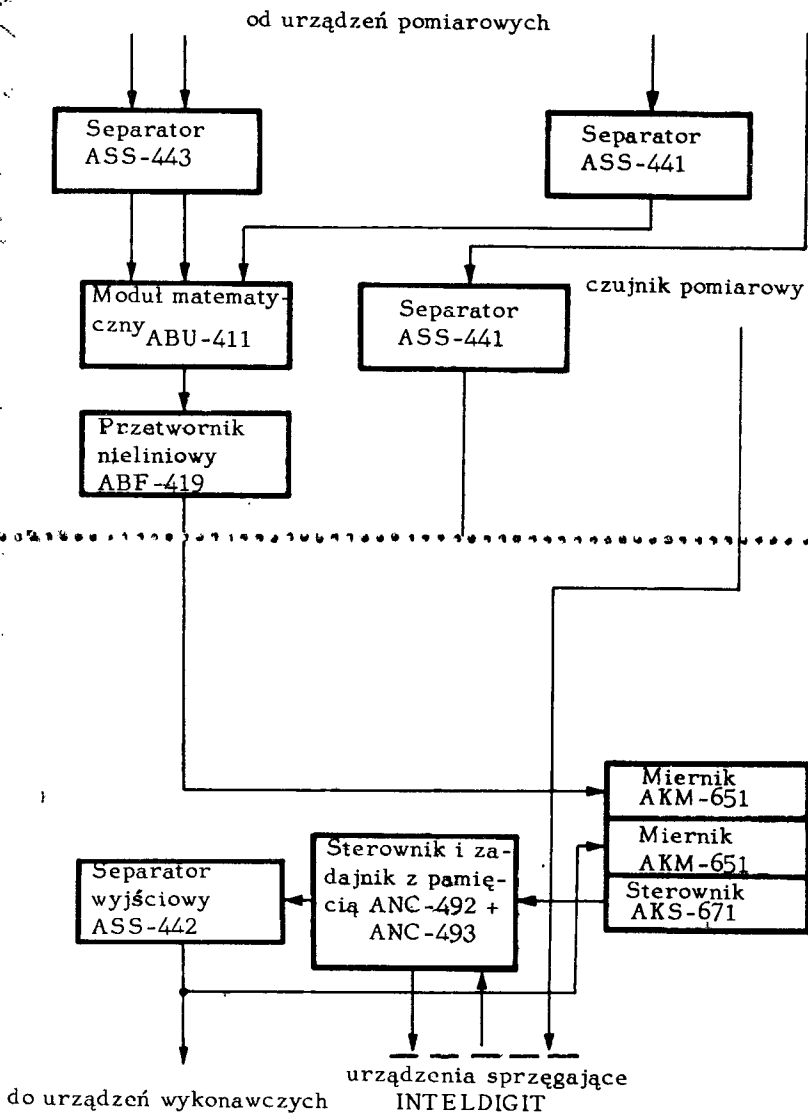 od urządzeń pomiarowych
Separator
ASS-443
Separator
ASS-441
Moduł matematy-
czny ABU-411
Separator
ASS-441
czujnik pomiarowy
Przetwornik
nieliniowy
ABF-419
Miernik
AKM-651
Miernik
AKM-651
Sterownik
AKS-671
Sterownik i za-
dajnik z pamię-
cią ANC-492 +
ANC-493
Separator
wyjściowy
ASS-442
urządzenia sprzęgające
INTELDIGIT
do urządzeń wykonawczych